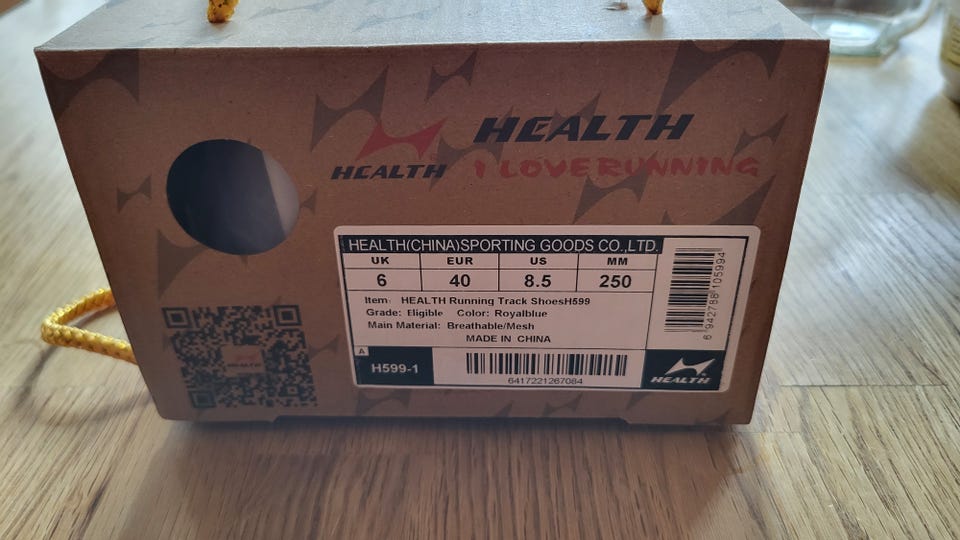 HEALTH
HEALTH
I LOVE RUNNING
HEALTH(CHINA)SPORTING GOODS CO.,LTD.
UK EUR US MM
6 40 8.5 250
Item: HEALTH Running Track ShoesH599
Grade: Eligible Color: Royalblue
Main Material: Breathable/Mesh
MADE IN CHINA
A
H599-1
6417221267084
HEALTH
6942788105994
HEALTH